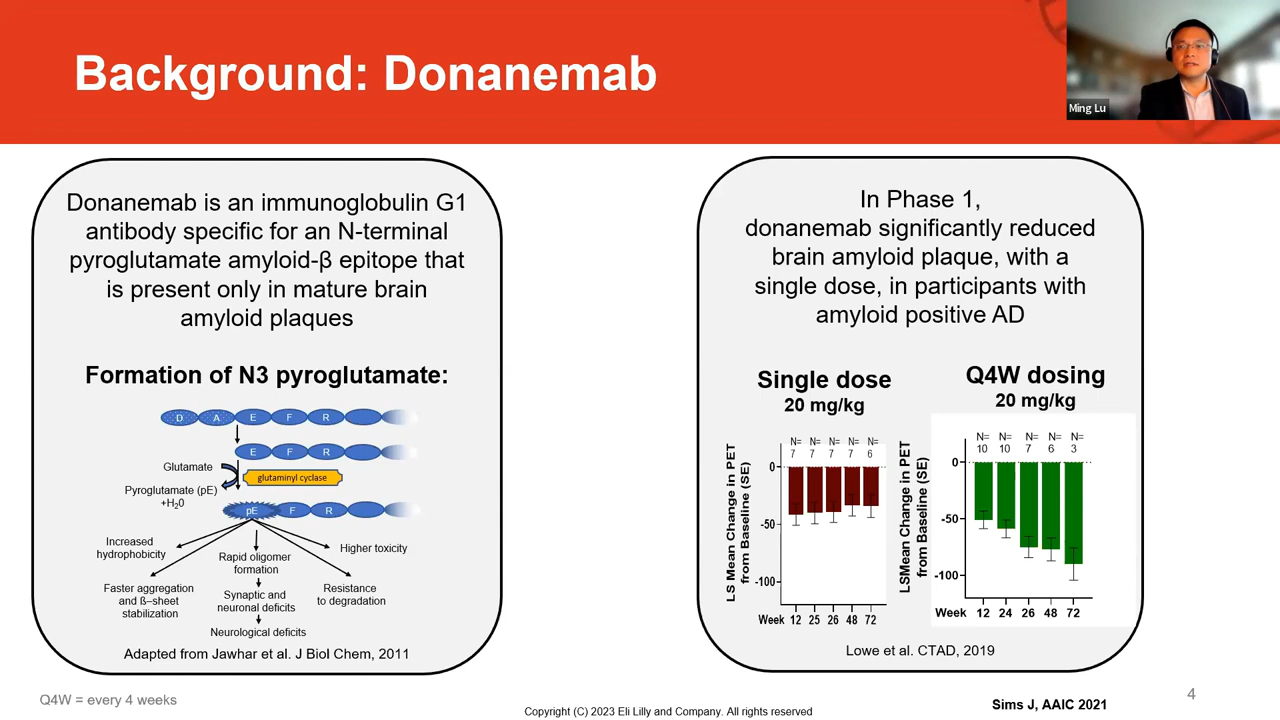 Background: Donanemab
Ming Lu
Donanemab is an immunoglobulin G1
antibody specific for an N-terminal
pyroglutamate amyloid-β epitope that
is present only in mature brain
amyloid plaques
Formation of N3 pyroglutamate:
D A E F R
E F R
Glutamate
glutaminyl cyclase
Pyroglutamate (pE)
+H20
pE F R
Increased
hydrophobicity
Rapid oligomer
formation
Higher toxicity
Faster aggregation
and ß–sheet
stabilization
Synaptic and
neuronal deficits
Resistance
to degradation
Neurological deficits
Adapted from Jawhar et al. J Biol Chem, 2011
In Phase 1,
donanemab significantly reduced
brain amyloid plaque, with a
single dose, in participants with
amyloid positive AD
Single dose
20 mg/kg
N= N= N= N= N=
7 7 7 7 6
LS Mean Change in PET
from Baseline (SE)
0
-50
-100
Week 12 25 26 48 72
Q4W dosing
20 mg/kg
N= N= N= N= N=
10 10 7 6 3
LSMean Change in PET
from Baseline (SE)
0
-50
-100
Week 12 24 26 48 72
Lowe et al. CTAD, 2019
Q4W = every 4 weeks
Copyright (C) 2023 Eli Lilly and Company. All rights reserved
Sims J, AAIC 2021
4